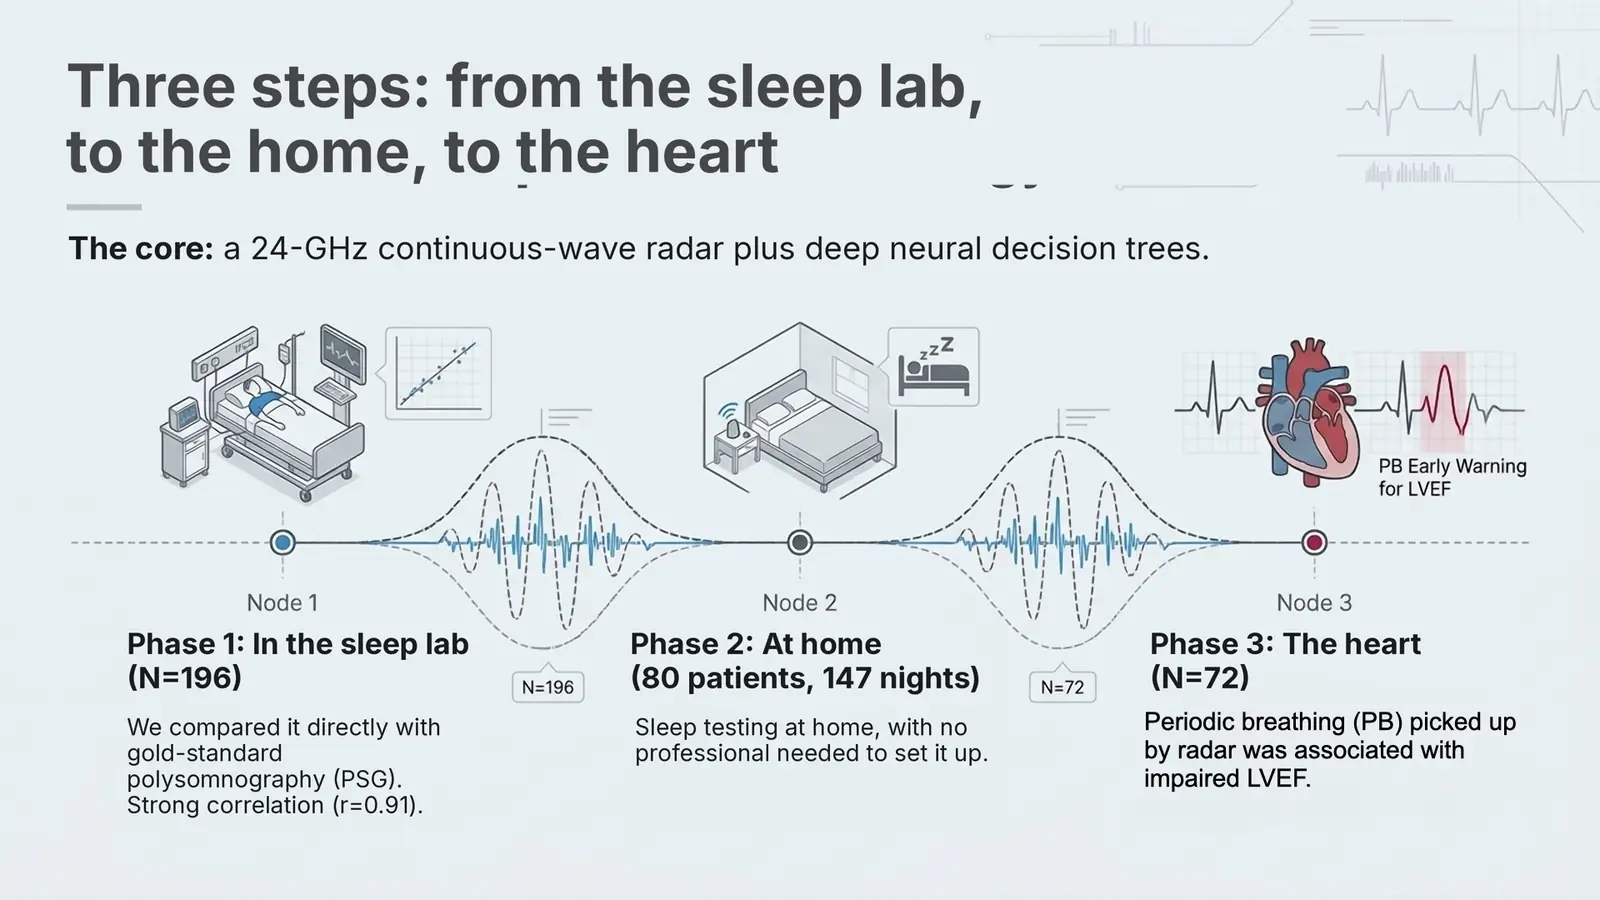 Three steps: from the sleep lab,
to the home, to the heart
The core: a 24-GHz continuous-wave radar plus deep neural decision trees.
zzZ
PB Early Warning
for LVEF
Node 1
Node 2
Node 3
Phase 1: In the sleep lab
(N=196)
We compared it directly with
gold-standard
polysomnography (PSG).
Strong correlation (r=0.91).
N=196
Phase 2: At home
(80 patients, 147 nights)
Sleep testing at home, with no
professional needed to set it up.
N=72
Phase 3: The heart
(N=72)
Periodic breathing (PB) picked up
by radar was associated with
impaired LVEF.